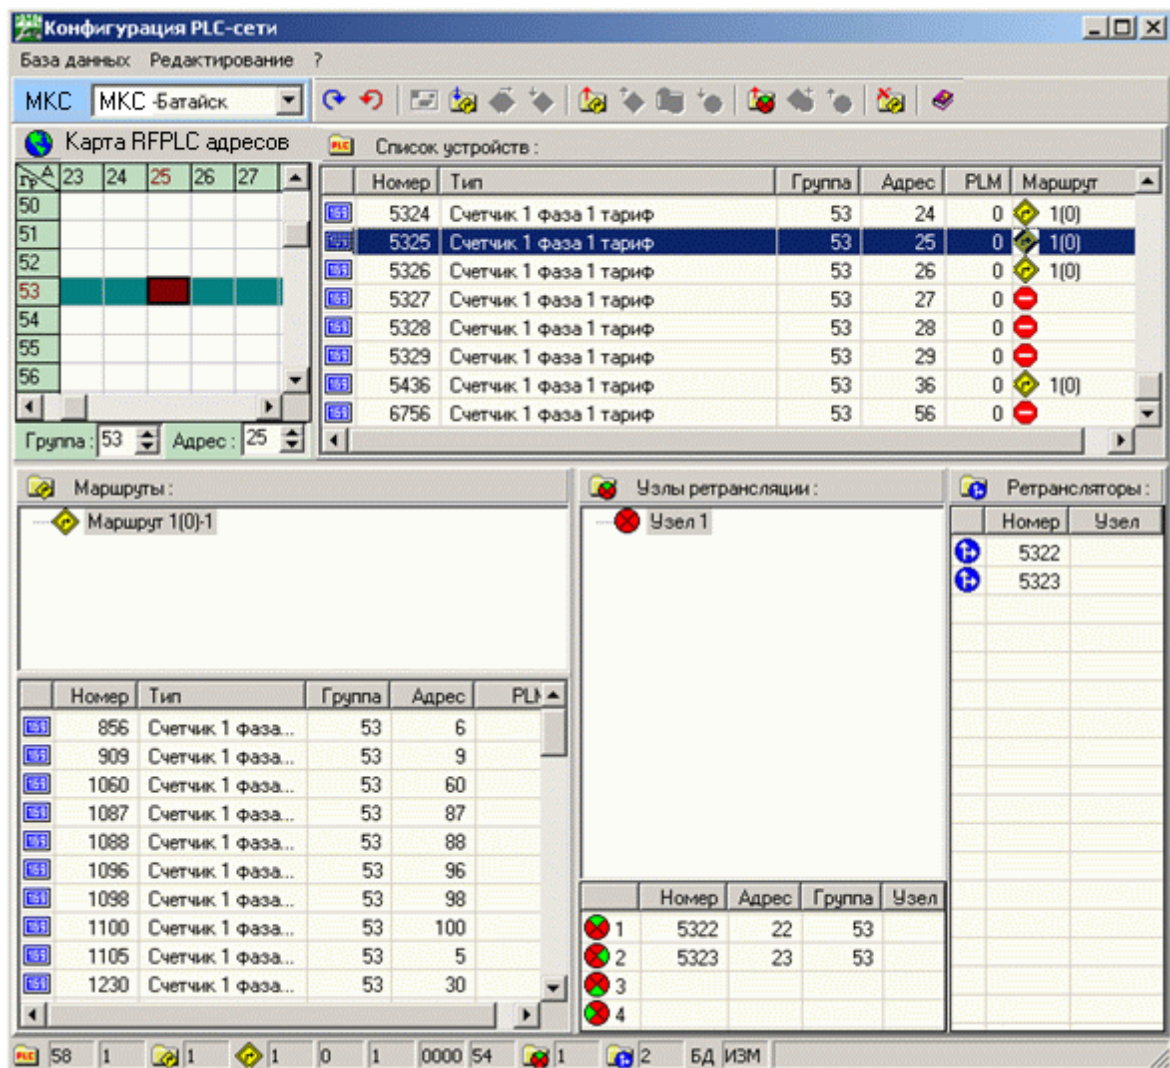 Конфигурация PLC-сети
База данных Редактирование ?
МКС МКС -Батайск
Карта RFPLC адресов
Гр А 23 24 25 26 27
50
51
52
53
54
55
56
Группа : 53 Адрес : 25
PLC Список устройств :
Номер Тип Группа Адрес PLM Маршрут
5324 Счетчик 1 фаза 1 тариф 53 24 0 1(0)
5325 Счетчик 1 фаза 1 тариф 53 25 0 1(0)
5326 Счетчик 1 фаза 1 тариф 53 26 0 1(0)
5327 Счетчик 1 фаза 1 тариф 53 27 0
5328 Счетчик 1 фаза 1 тариф 53 28 0
5329 Счетчик 1 фаза 1 тариф 53 29 0
5436 Счетчик 1 фаза 1 тариф 53 36 0 1(0)
6756 Счетчик 1 фаза 1 тариф 53 56 0
Маршруты :
Маршрут 1(0)-1
Номер Тип Группа Адрес PLM
856 Счетчик 1 фаза... 53 6
909 Счетчик 1 фаза... 53 9
1060 Счетчик 1 фаза... 53 60
1087 Счетчик 1 фаза... 53 87
1088 Счетчик 1 фаза... 53 88
1096 Счетчик 1 фаза... 53 96
1098 Счетчик 1 фаза... 53 98
1100 Счетчик 1 фаза... 53 100
1105 Счетчик 1 фаза... 53 5
1230 Счетчик 1 фаза... 53 30
Узлы ретрансляции :
Узел 1
Номер Адрес Группа Узел
1 5322 22 53
2 5323 23 53
3
4
Ретрансляторы :
Номер Узел
5322
5323
PLC 58 1 1 1 0 1 0000 54 1 2 БД ИЗМ